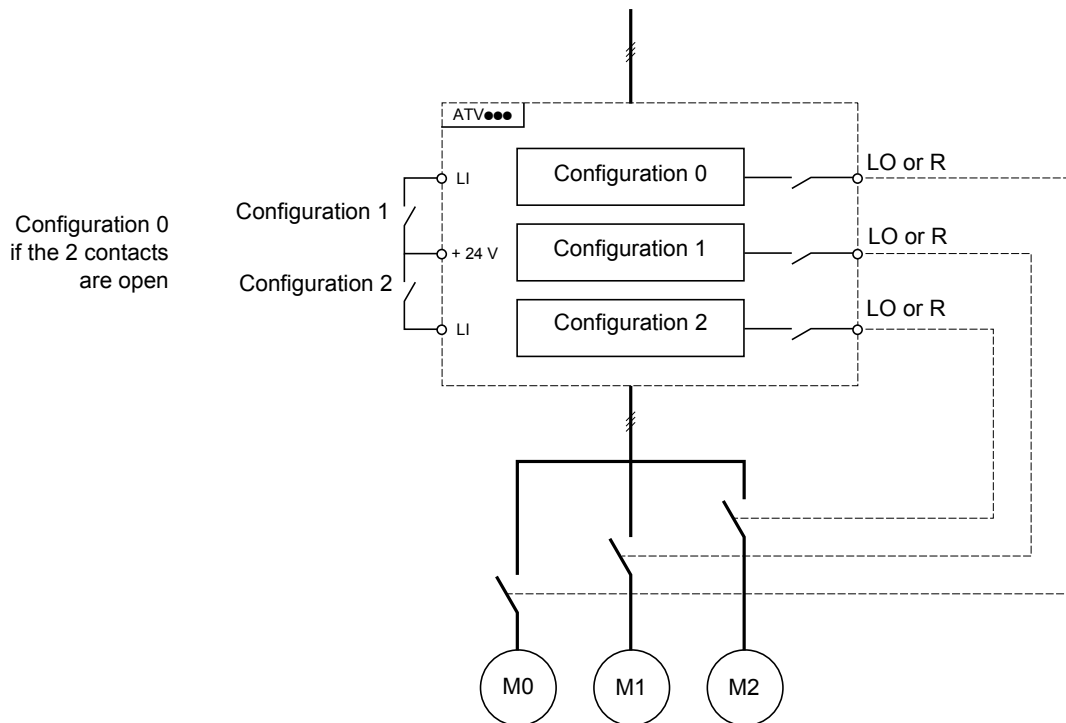 ATV●●●
Configuration 0
LO or R
LI
Configuration 1
Configuration 0
if the 2 contacts
are open
Configuration 1
LO or R
+ 24 V
Configuration 2
Configuration 2
LO or R
LI
M0
M1
M2